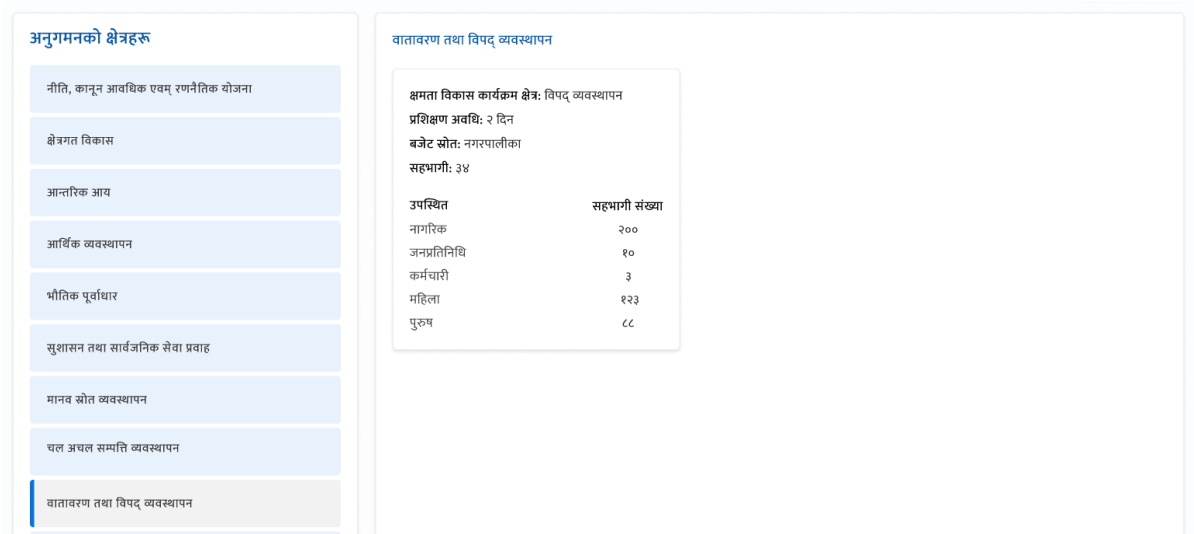 अनुगमनको क्षेत्रहरू
नीति, कानून आवधिक एवम् रणनैतिक योजना
क्षेत्रगत विकास
आन्तरिक आय
आर्थिक व्यवस्थापन
भौतिक पूर्वाधार
सुशासन तथा सार्वजनिक सेवा प्रवाह
मानव स्रोत व्यवस्थापन
चल अचल सम्पत्ति व्यवस्थापन
वातावरण तथा विपद् व्यवस्थापन
वातावरण तथा विपद् व्यवस्थापन
क्षमता विकास कार्यक्रम क्षेत्र: विपद् व्यवस्थापन
प्रशिक्षण अवधि: २ दिन
बजेट स्रोत: नगरपालीका
सहभागी: ३४
उपस्थित सहभागी संख्या
नागरिक २००
जनप्रतिनिधि १०
कर्मचारी ३
महिला १२३
पुरुष ८८